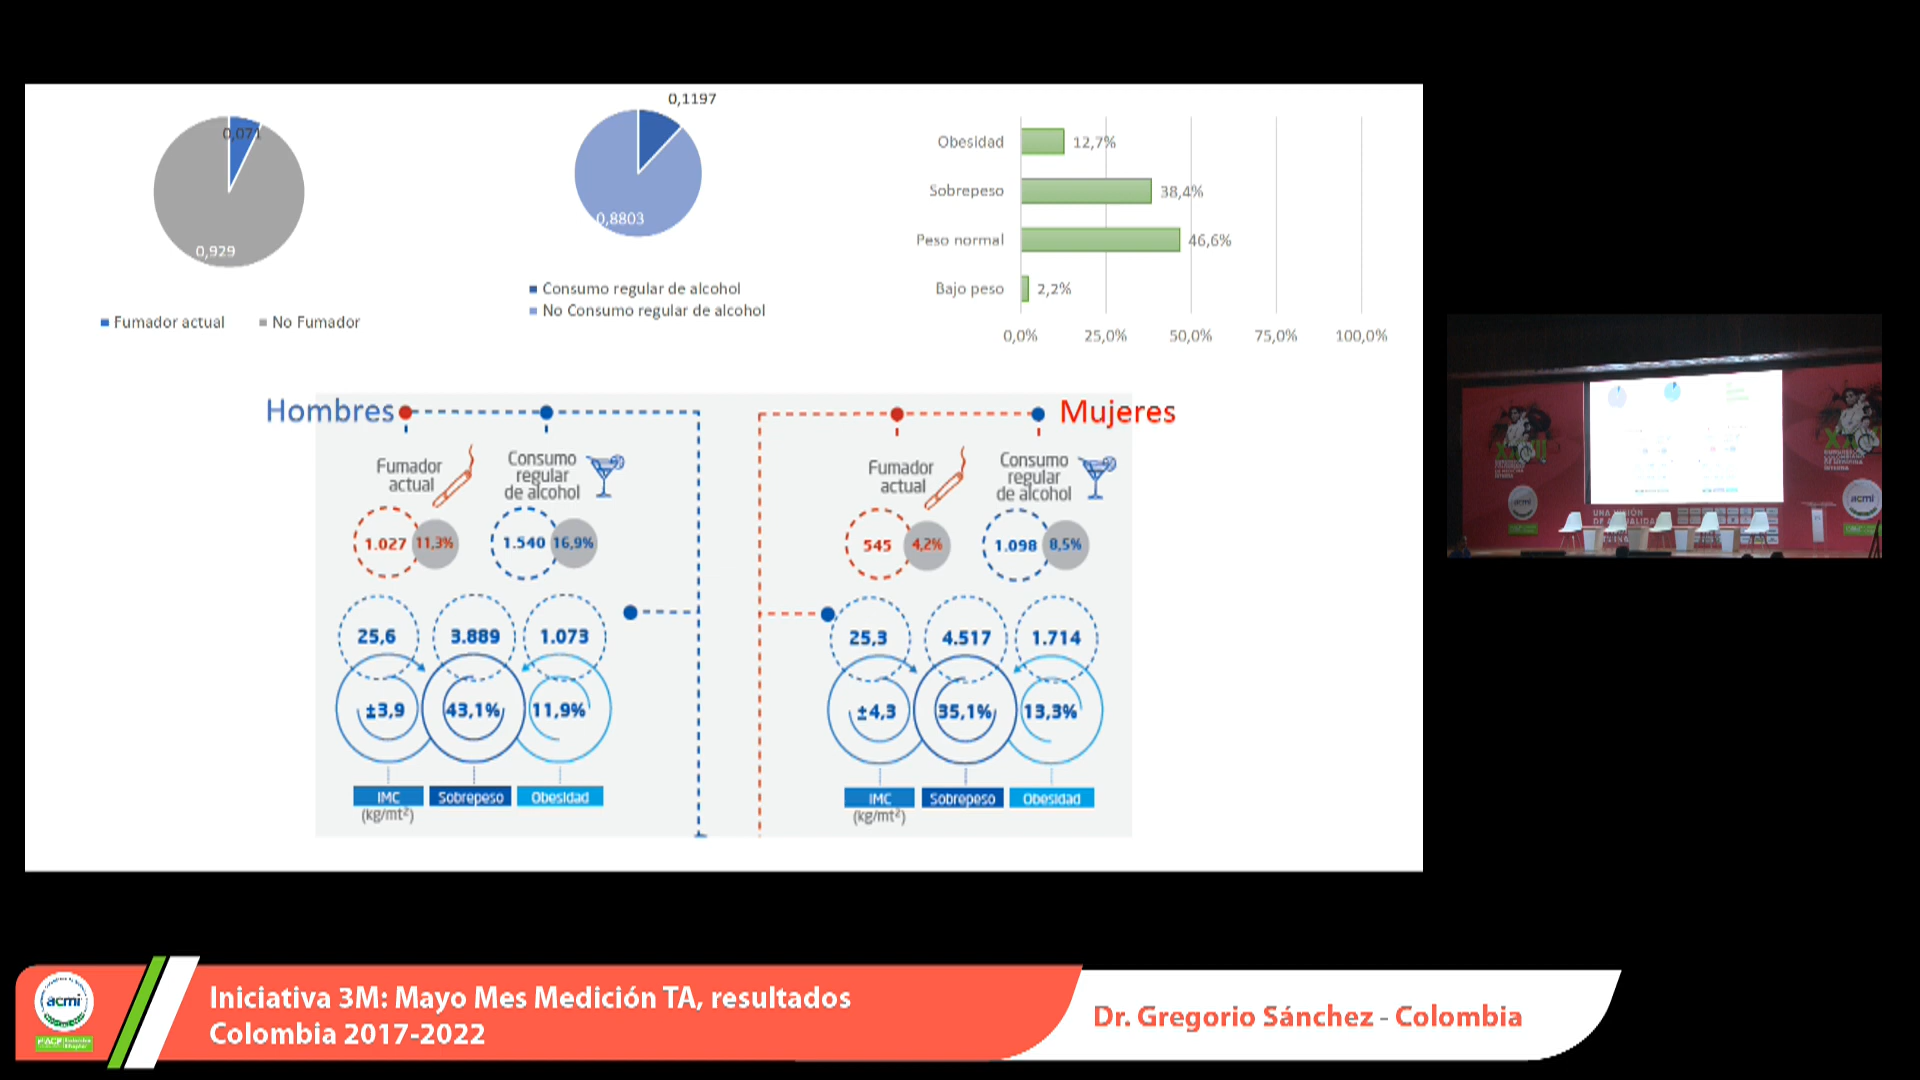 0,071
0,929
Fumador actual
No Fumador
0,1197
0,8803
Consumo regular de alcohol
No Consumo regular de alcohol
Obesidad
12,7%
Sobrepeso
38,4%
Peso normal
46,6%
Bajo peso
2,2%
0,0%
25,0%
50,0%
75,0%
100,0%
Hombres
Fumador
actual
Consumo
regular
de alcohol
1.027
11,3%
1.540
16,9%
25,6
3.889
1.073
±3,9
43,1%
11,9%
IMC
Sobrepeso
Obesidad
(kg/mt²)
Mujeres
Fumador
actual
Consumo
regular
de alcohol
545
4,2%
1.098
8,5%
25,3
4.517
1.714
±4,3
35,1%
13,3%
IMC
Sobrepeso
Obesidad
(kg/mt²)
acmi
acmi
acmi
Iniciativa 3M: Mayo Mes Medición TA, resultados
Colombia 2017-2022
Dr. Gregorio Sánchez - Colombia